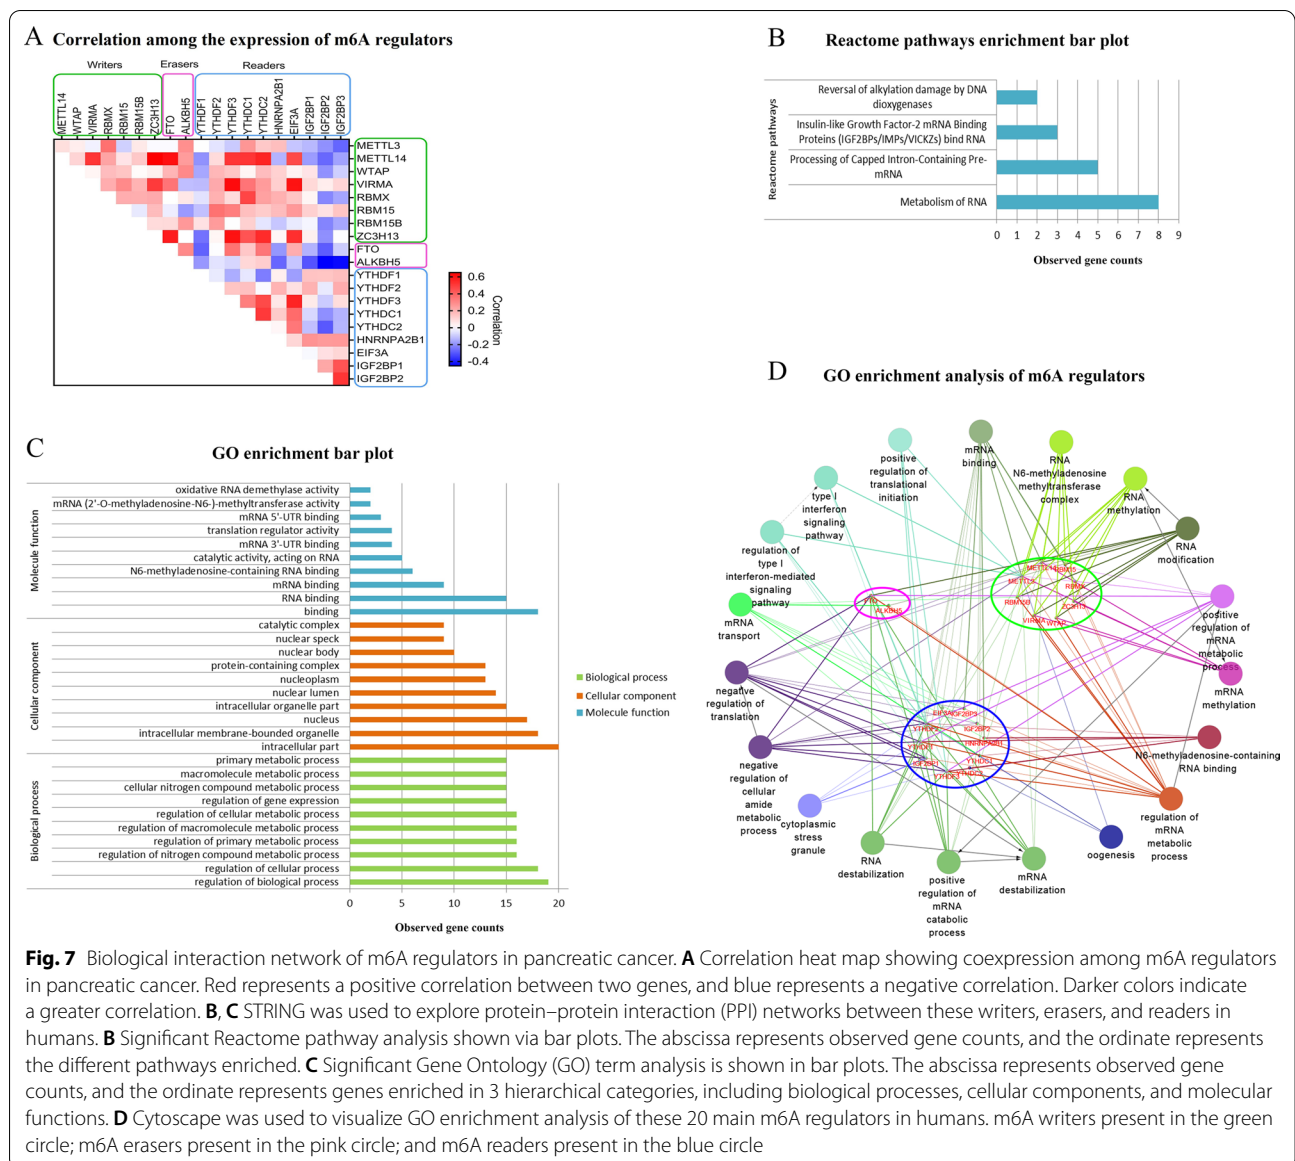 A Correlation among the expression of m6A regulators
Writers Erasers Readers
METTL14
WTAP
VIRMA
RBMX
RBM15
RBM15B
ZC3H13
FTO
ALKBH5
YTHDF1
YTHDF2
YTHDF3
YTHDC1
YTHDC2
HNRNPA2B1
EIF3A
IGF2BP1
IGF2BP2
IGF2BP3
METTL3
METTL14
WTAP
VIRMA
RBMX
RBM15
RBM15B
ZC3H13
FTO
ALKBH5
YTHDF1
YTHDF2
YTHDF3
YTHDC1
YTHDC2
HNRNPA2B1
EIF3A
IGF2BP1
IGF2BP2
0.6
0.4
0.2
0
-0.2
-0.4
Correlation
B Reactome pathways enrichment bar plot
Reactome pathways
Reversal of alkylation damage by DNA
dioxygenases
Insulin-like Growth Factor-2 mRNA Binding
Proteins (IGF2BPs/IMPs/VICKZs) bind RNA
Processing of Capped Intron-Containing Pre-
mRNA
Metabolism of RNA
0 1 2 3 4 5 6 7 8 9
Observed gene counts
C GO enrichment bar plot
Molecule function
oxidative RNA demethylase activity
mRNA (2'-O-methyladenosine-N6-)-methyltransferase activity
mRNA 5'-UTR binding
translation regulator activity
mRNA 3'-UTR binding
catalytic activity, acting on RNA
N6-methyladenosine-containing RNA binding
mRNA binding
RNA binding
binding
Cellular component
catalytic complex
nuclear speck
nuclear body
protein-containing complex
nucleoplasm
nuclear lumen
intracellular organelle part
nucleus
intracellular membrane-bounded organelle
intracellular part
Biological process
primary metabolic process
macromolecule metabolic process
cellular nitrogen compound metabolic process
regulation of gene expression
regulation of cellular metabolic process
regulation of macromolecule metabolic process
regulation of primary metabolic process
regulation of nitrogen compound metabolic process
regulation of cellular process
regulation of biological process
0 5 10 15 20
Observed gene counts
Biological process
Cellular component
Molecule function
D GO enrichment analysis of m6A regulators
positive
regulation of
translational
initiation
mRNA
binding
RNA
N6-methyladenosine
methyltransferase
complex
RNA
methylation
RNA
modification
type I
interferon
signaling
pathway
regulation of
type I
interferon-mediated
signaling
pathway
mRNA
transport
positive
regulation of
mRNA
metabolic
process
mRNA
methylation
negative
regulation of
translation
negative
regulation of
cellular
amide
metabolic
process
N6-methyladenosine-containing
RNA binding
regulation of
mRNA
metabolic
process
cytoplasmic
stress
granule
RNA
destabilization
positive
regulation of
mRNA
catabolic
process
mRNA
destabilization
oogenesis
METTL14
RBM15
METTL3
RBMX
RBM15B
ZC3H13
VIRMA
WTAP
FTO
ALKBH5
EIF3A
IGF2BP3
YTHDF2
IGF2BP2
YTHDF1
HNRNPA2B1
IGF2BP1
YTHDC1
YTHDF3
YTHDC2
Fig. 7 Biological interaction network of m6A regulators in pancreatic cancer. A Correlation heat map showing coexpression among m6A regulators
in pancreatic cancer. Red represents a positive correlation between two genes, and blue represents a negative correlation. Darker colors indicate
a greater correlation. B, C STRING was used to explore protein–protein interaction (PPI) networks between these writers, erasers, and readers in
humans. B Significant Reactome pathway analysis shown via bar plots. The abscissa represents observed gene counts, and the ordinate represents
the different pathways enriched. C Significant Gene Ontology (GO) term analysis is shown in bar plots. The abscissa represents observed gene
counts, and the ordinate represents genes enriched in 3 hierarchical categories, including biological processes, cellular components, and molecular
functions. D Cytoscape was used to visualize GO enrichment analysis of these 20 main m6A regulators in humans. m6A writers present in the green
circle; m6A erasers present in the pink circle; and m6A readers present in the blue circle